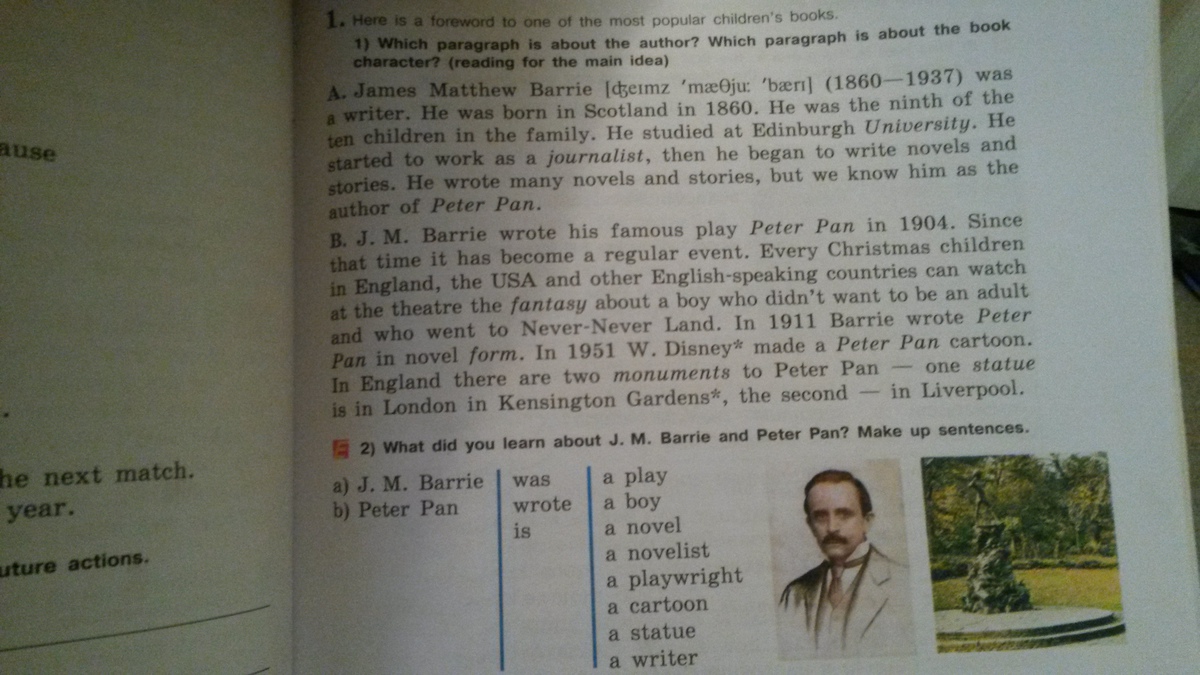 ause
.
he next match.
year.
uture actions.
1. Here is a foreword to one of the most popular children's books.
1) Which paragraph is about the author? Which paragraph is about the book
character? (reading for the main idea)
A. James Matthew Barrie [ʤeɪmz ˈmæθju: ˈbærɪ] (1860—1937) was
a writer. He was born in Scotland in 1860. He was the ninth of the
ten children in the family. He studied at Edinburgh University. He
started to work as a journalist, then he began to write novels and
stories. He wrote many novels and stories, but we know him as the
author of Peter Pan.
B. J. M. Barrie wrote his famous play Peter Pan in 1904. Since
that time it has become a regular event. Every Christmas children
in England, the USA and other English-speaking countries can watch
at the theatre the fantasy about a boy who didn't want to be an adult
and who went to Never-Never Land. In 1911 Barrie wrote Peter
Pan in novel form. In 1951 W. Disney* made a Peter Pan cartoon.
In England there are two monuments to Peter Pan — one statue
is in London in Kensington Gardens*, the second — in Liverpool.
2) What did you learn about J. M. Barrie and Peter Pan? Make up sentences.
a) J. M. Barrie
b) Peter Pan
was
wrote
is
a play
a boy
a novel
a novelist
a playwright
a cartoon
a statue
a writer